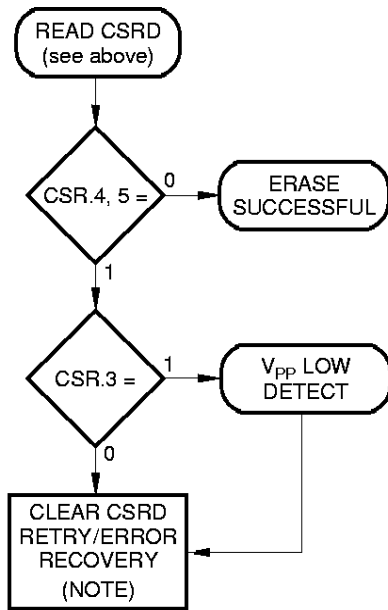 READ CSRD
(see above)
CSR.4, 5 =
0
ERASE
SUCCESSFUL
1
CSR.3 =
1
VPP LOW
DETECT
0
CLEAR CSRD
RETRY/ERROR
RECOVERY
(NOTE)